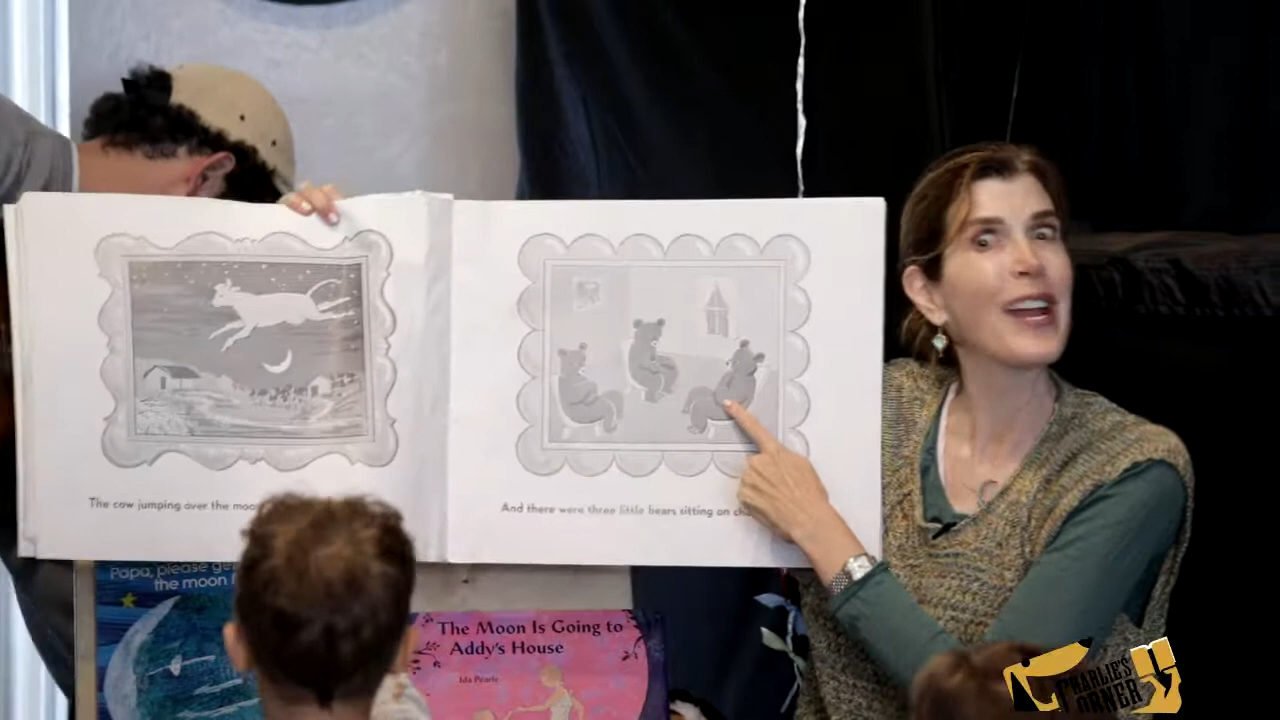 The cow jumping over the moo
And there were three little bears sitting on ch
Papa, please get
the moon
The Moon Is Going to
Addy's House
Ida Pearle
CHARLIE'S
CORNER